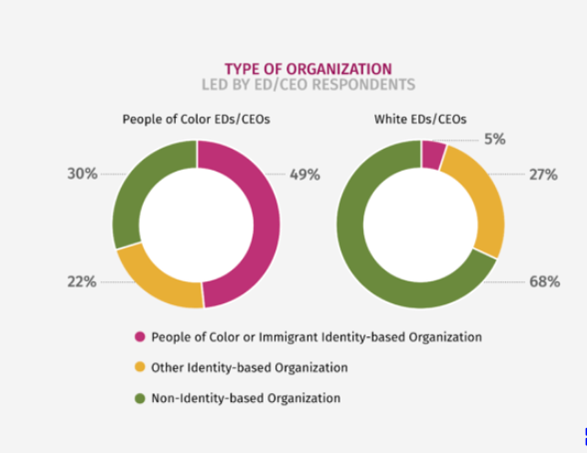 TYPE OF ORGANIZATION
LED BY ED/CEO RESPONDENTS
People of Color EDs/CEOs
White EDs/CEOs
30%
49%
22%
5%
27%
68%
People of Color or Immigrant Identity-based Organization
Other Identity-based Organization
Non-Identity-based Organization